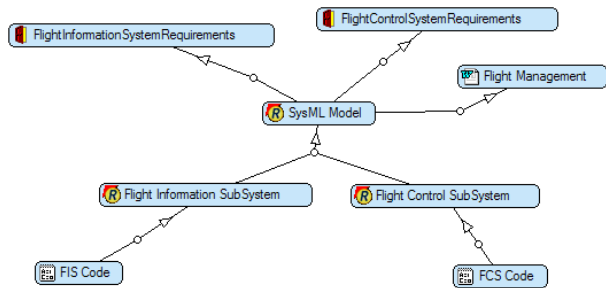 FlightInformationSystemRequirements
FlightControlSystemRequirements
Flight Management
SysML Model
Flight Information SubSystem
Flight Control SubSystem
FIS Code
FCS Code